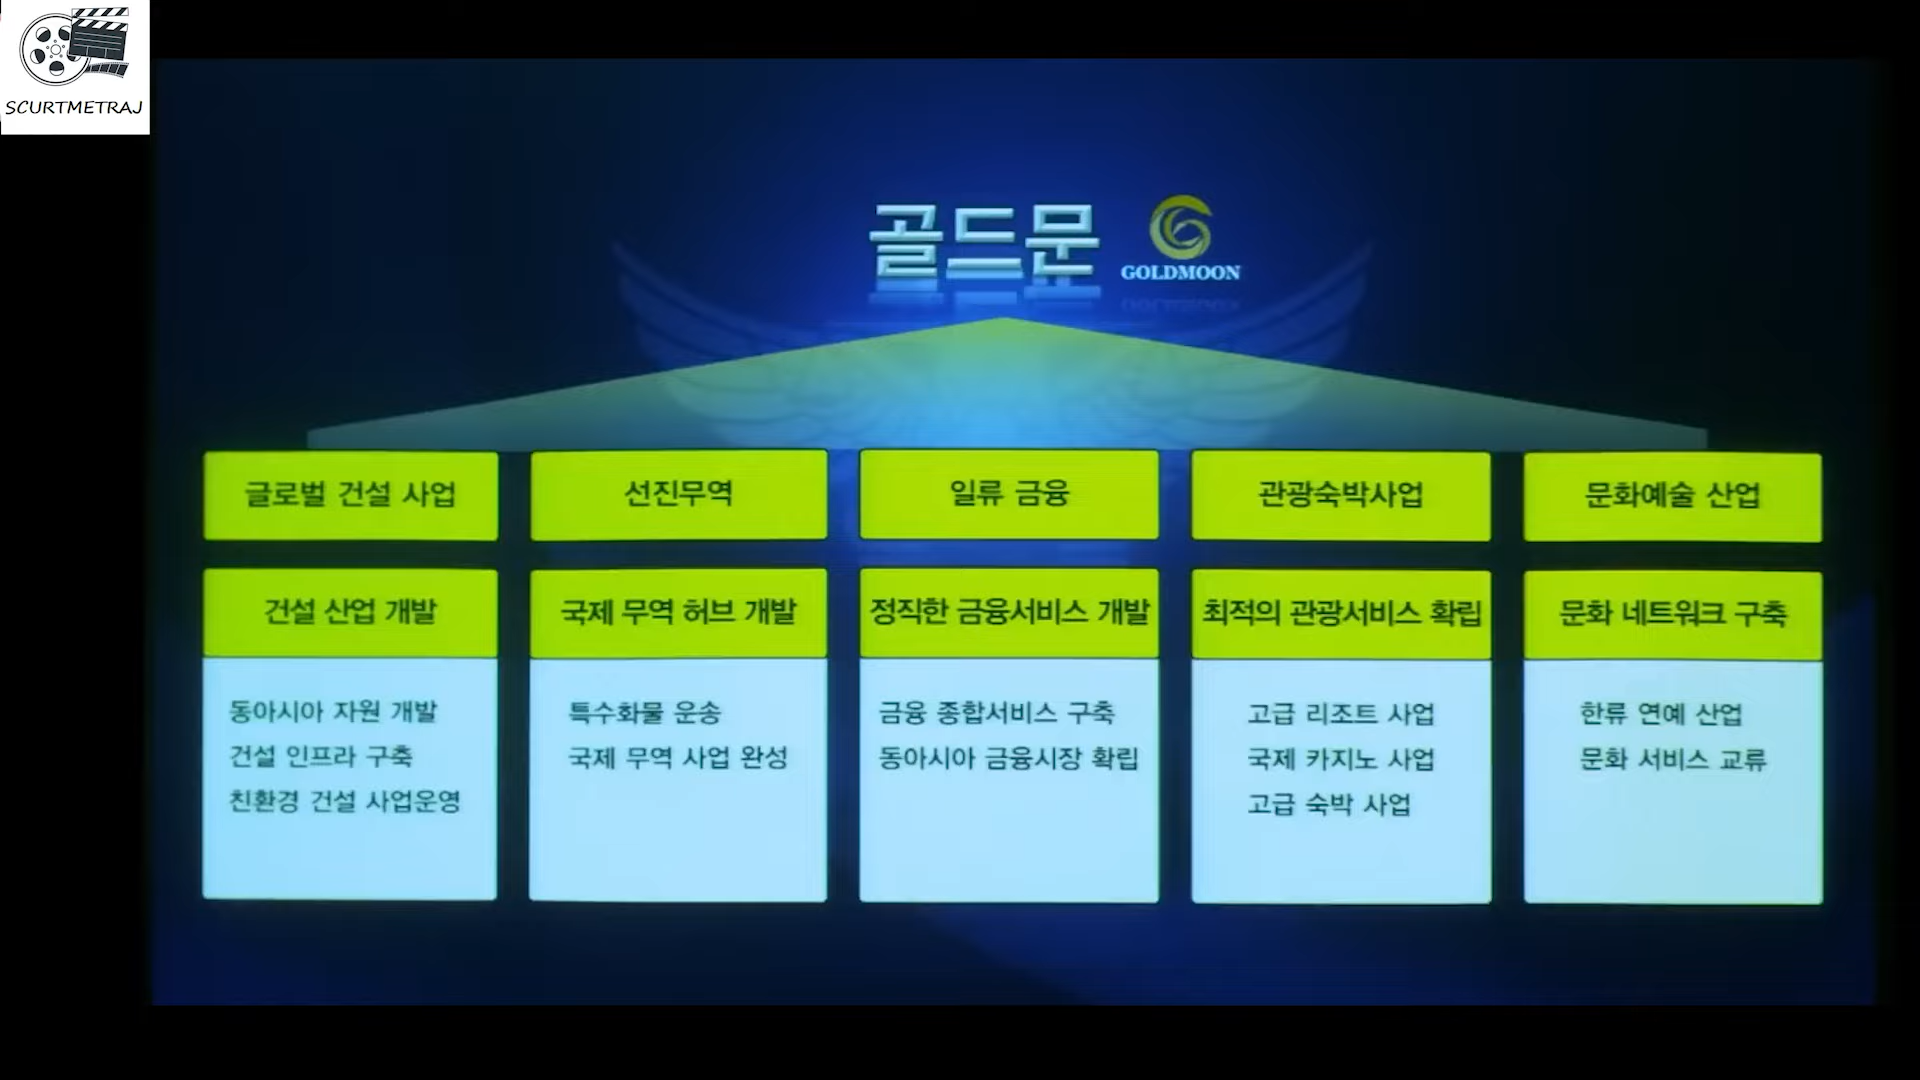 SCURTMETRAJ
골드문
GOLDMOON
글로벌 건설 사업
선진무역
일류 금융
관광숙박사업
문화예술 산업
건설 산업 개발
국제 무역 허브 개발
정직한 금융서비스 개발
최적의 관광서비스 확립
문화 네트워크 구축
동아시아 자원 개발
건설 인프라 구축
친환경 건설 사업운영
특수화물 운송
국제 무역 사업 완성
금융 종합서비스 구축
동아시아 금융시장 확립
고급 리조트 사업
국제 카지노 사업
고급 숙박 사업
한류 연예 산업
문화 서비스 교류